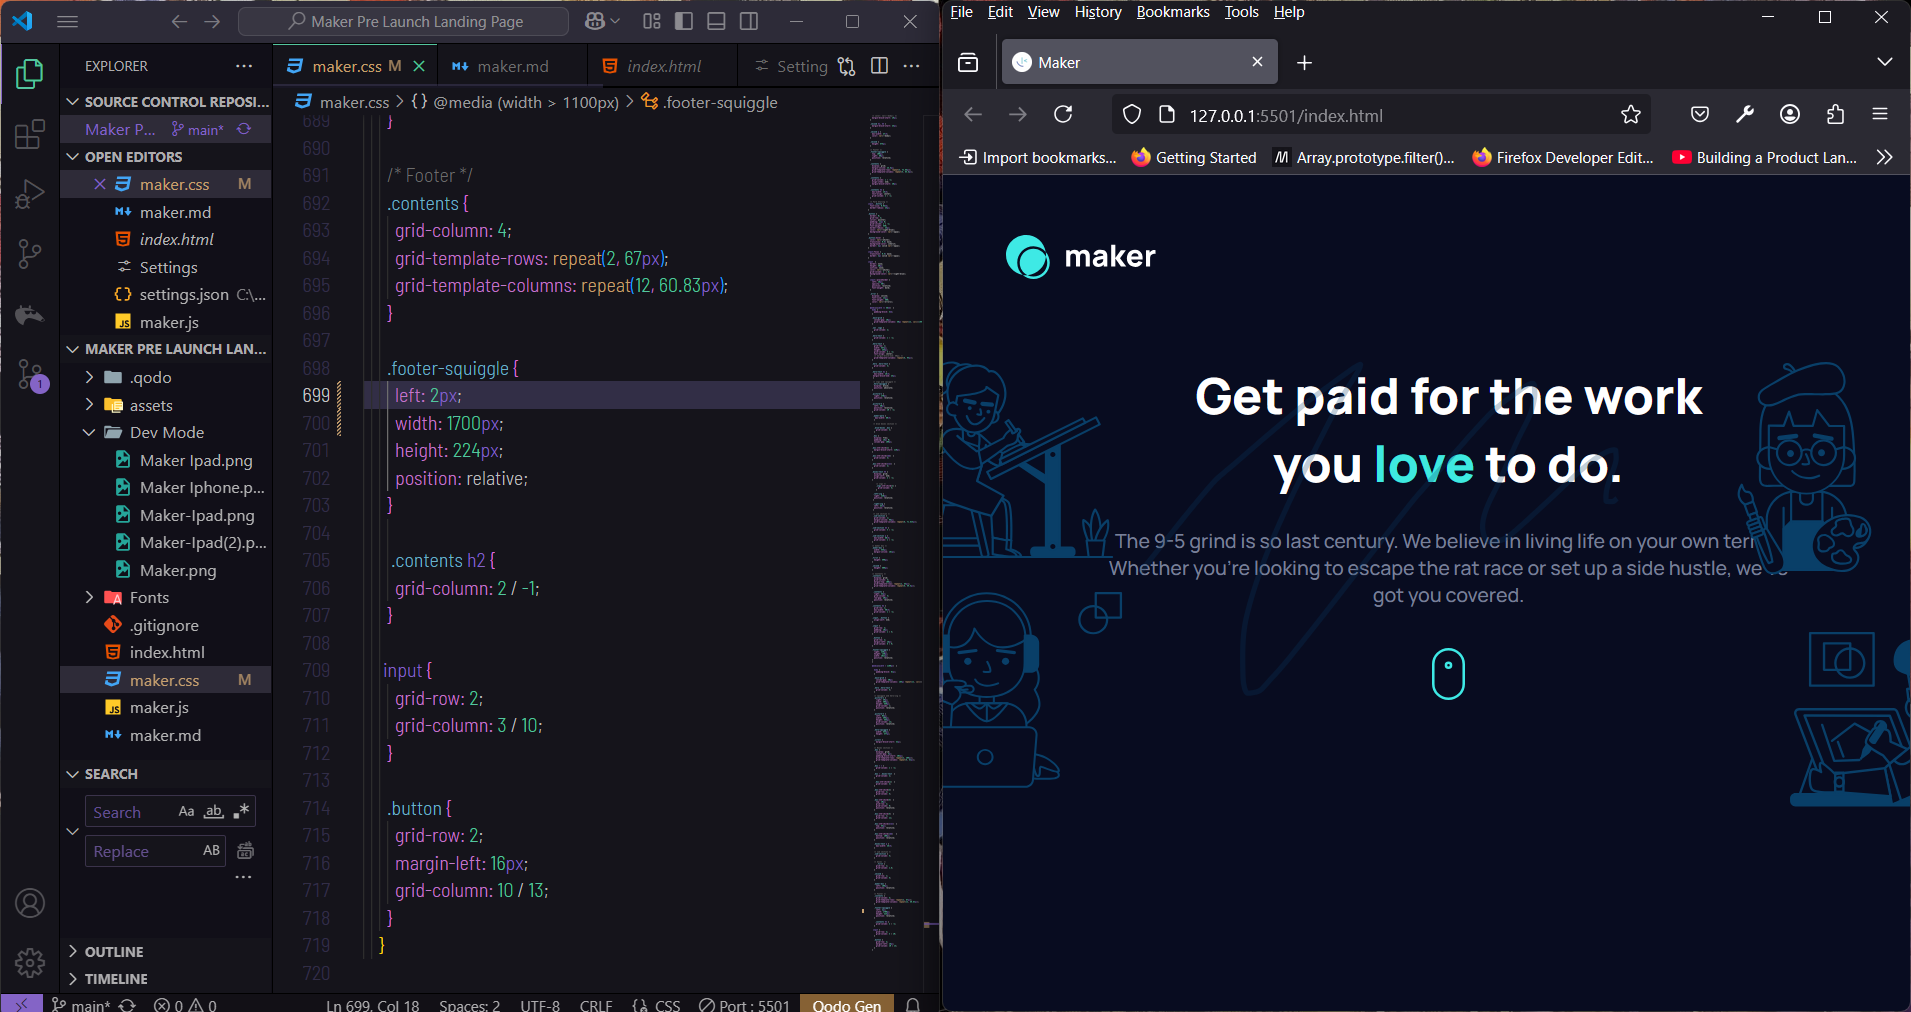 Maker Pre Launch Landing Page
EXPLORER
SOURCE CONTROL REPOSI...
Maker P... main*
OPEN EDITORS
maker.css M
maker.md
index.html
Settings
settings.json C:\...
maker.js
MAKER PRE LAUNCH LAN...
.qodo
assets
Dev Mode
Maker Ipad.png
Maker Iphone.p...
Maker-Ipad.png
Maker-Ipad(2).p...
Maker.png
Fonts
.gitignore
index.html
maker.css M
maker.js
maker.md
SEARCH
Search Aa ab
Replace AB
OUTLINE
TIMELINE
1
maker.css M
maker.md
index.html
Setting
maker.css > {} @media (width > 1100px) > .footer-squiggle
689 }
690
691 /* Footer */
692 .contents {
693 grid-column: 4;
694 grid-template-rows: repeat(2, 67px);
695 grid-template-columns: repeat(12, 60.83px);
696 }
697
698 .footer-squiggle {
699 left: 2px;
700 width: 1700px;
701 height: 224px;
702 position: relative;
703 }
704
705 .contents h2 {
706 grid-column: 2 / -1;
707 }
708
709 input {
710 grid-row: 2;
711 grid-column: 3 / 10;
712 }
713
714 .button {
715 grid-row: 2;
716 margin-left: 16px;
717 grid-column: 10 / 13;
718 }
719 }
720
main* 0 0 Ln 699, Col 18 Spaces: 2 UTF-8 CRLF {} CSS Port : 5501 Qodo Gen
File Edit View History Bookmarks Tools Help
Maker
127.0.0.1:5501/index.html
Import bookmarks... Getting Started M Array.prototype.filter()... Firefox Developer Edit... Building a Product Lan...
maker
Get paid for the work
you love to do.
The 9-5 grind is so last century. We believe in living life on your own
Whether you're looking to escape the rat race or set up a side hustle,
got you covered.